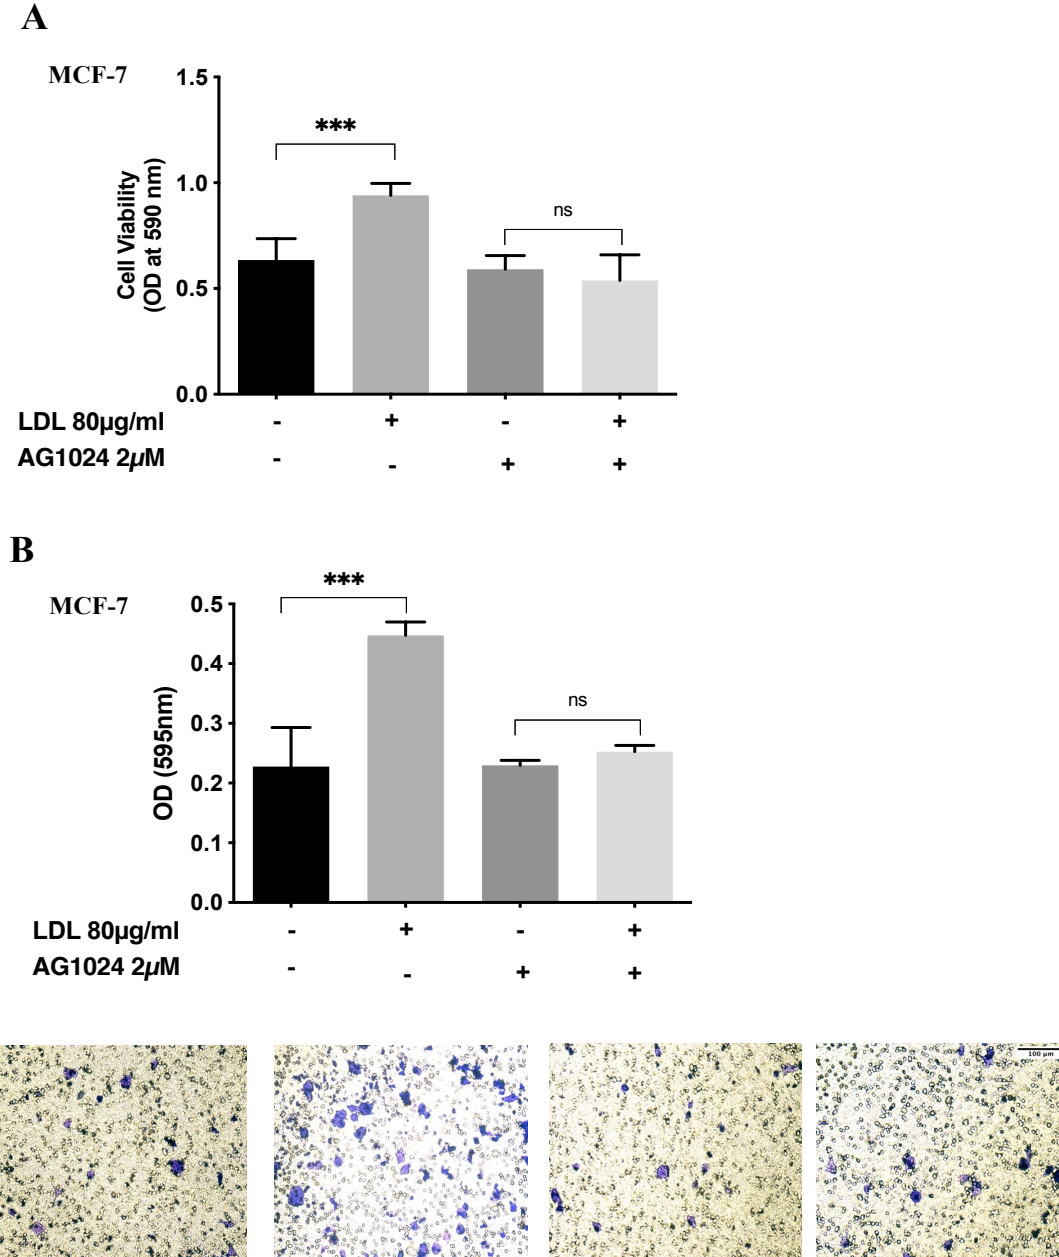 A
MCF-7
Cell Viability
(OD at 590 nm)
1.5
1.0
0.5
0.0
***
ns
LDL 80µg/ml - + - +
AG1024 2µM - - + +
B
MCF-7
OD (595nm)
0.5
0.4
0.3
0.2
0.1
0.0
***
ns
LDL 80µg/ml - + - +
AG1024 2µM - - + +
100 µm